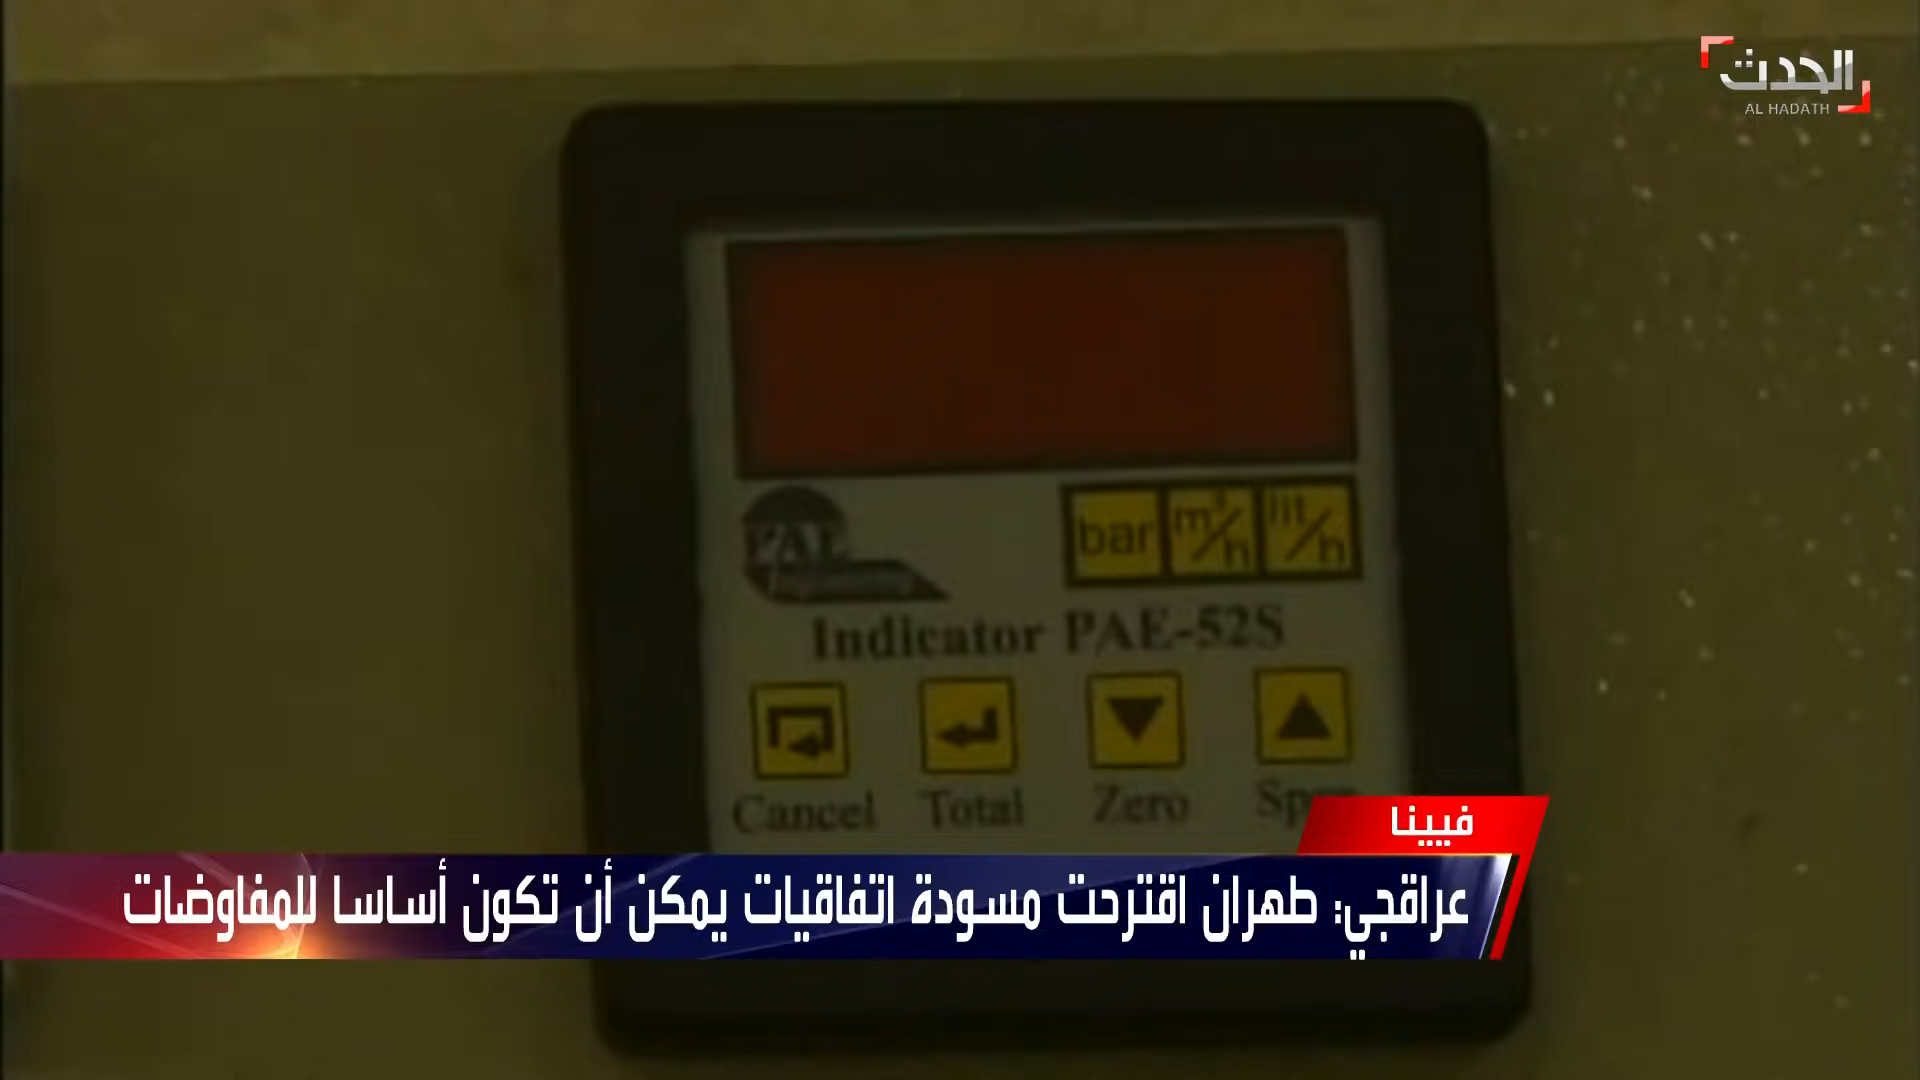 الحدث
AL HADATH
PAL
bar m³/h lit/h
Indicator PAE-52S
Cancel Total Zero
فيينا
عراقجي: طهران اقترحت مسودة اتفاقيات يمكن أن تكون أساسا للمفاوضات